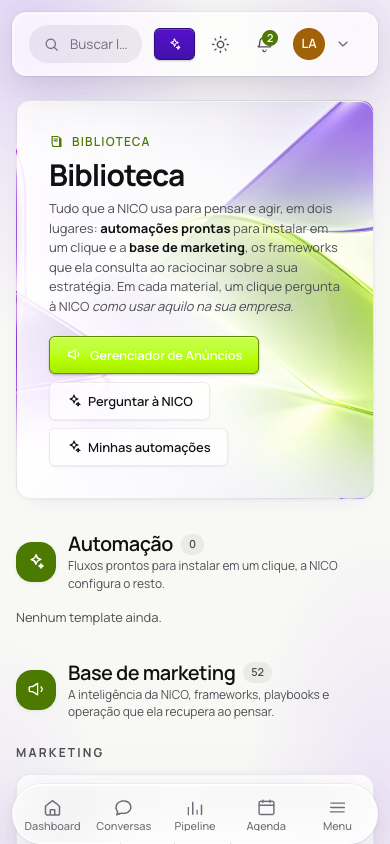 Buscar l...
2
LA
BIBLIOTECA
Biblioteca
Tudo que a NICO usa para pensar e agir, em dois
lugares: automações prontas para instalar em
um clique e a base de marketing, os frameworks
que ela consulta ao raciocinar sobre a sua
estratégia. Em cada material, um clique pergunta
à NICO como usar aquilo na sua empresa.
Gerenciador de Anúncios
Perguntar à NICO
Minhas automações
Automação 0
Fluxos prontos para instalar em um clique, a NICO
configura o resto.
Nenhum template ainda.
Base de marketing 52
A inteligência da NICO, frameworks, playbooks e
operação que ela recupera ao pensar.
MARKETING
Dashboard Conversas Pipeline Agenda Menu